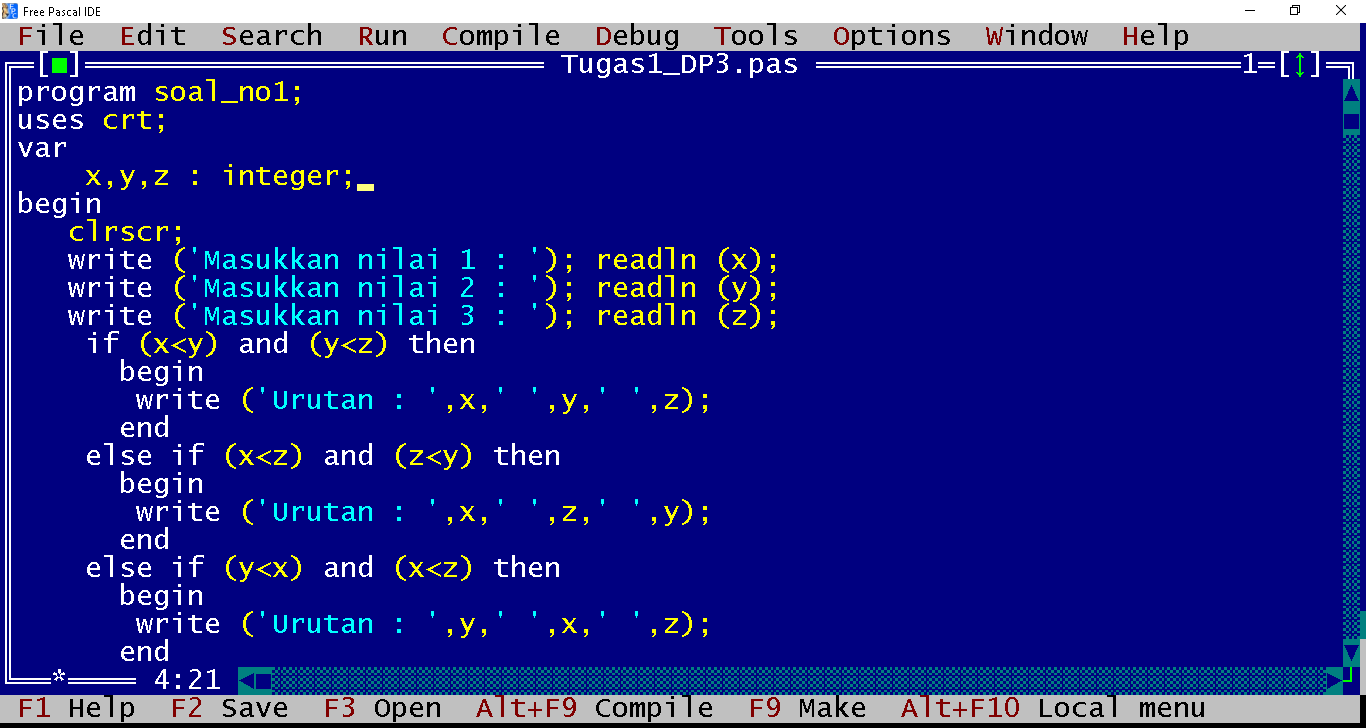 Free Pascal IDE
File Edit Search Run Compile Debug Tools Options Window Help
[■] Tugas1_DP3.pas 1=[↕]
program soal_no1;
uses crt;
var
    x,y,z : integer;
begin
   clrscr;
   write ('Masukkan nilai 1 : '); readln (x);
   write ('Masukkan nilai 2 : '); readln (y);
   write ('Masukkan nilai 3 : '); readln (z);
    if (x<y) and (y<z) then
      begin
       write ('Urutan : ',x,' ',y,' ',z);
      end
    else if (x<z) and (z<y) then
      begin
       write ('Urutan : ',x,' ',z,' ',y);
      end
    else if (y<x) and (x<z) then
      begin
       write ('Urutan : ',y,' ',x,' ',z);
      end
* 4:21
F1 Help F2 Save F3 Open Alt+F9 Compile F9 Make Alt+F10 Local menu